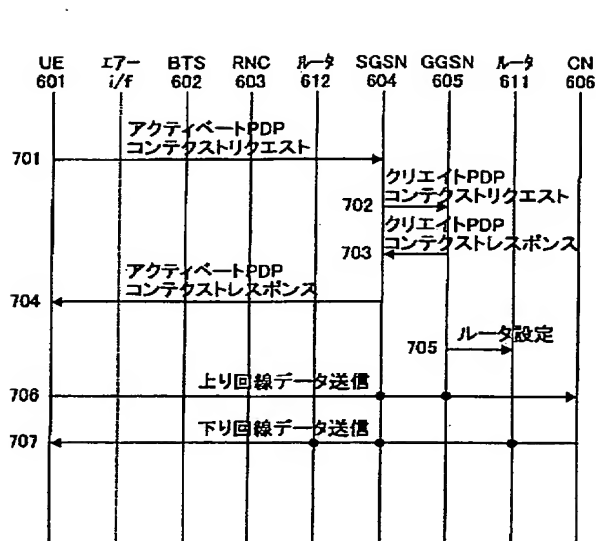 UE エアー BTS RNC ルータ SGSN GGSN ルータ CN
601 i/f 602 603 612 604 605 611 606
アクティベートPDP
コンテクストリクエスト
701
クリエイトPDP
コンテクストリクエスト
702
クリエイトPDP
コンテクストレスポンス
703
アクティベートPDP
コンテクストレスポンス
704
ルータ設定
705
上り回線データ送信
706
下り回線データ送信
707